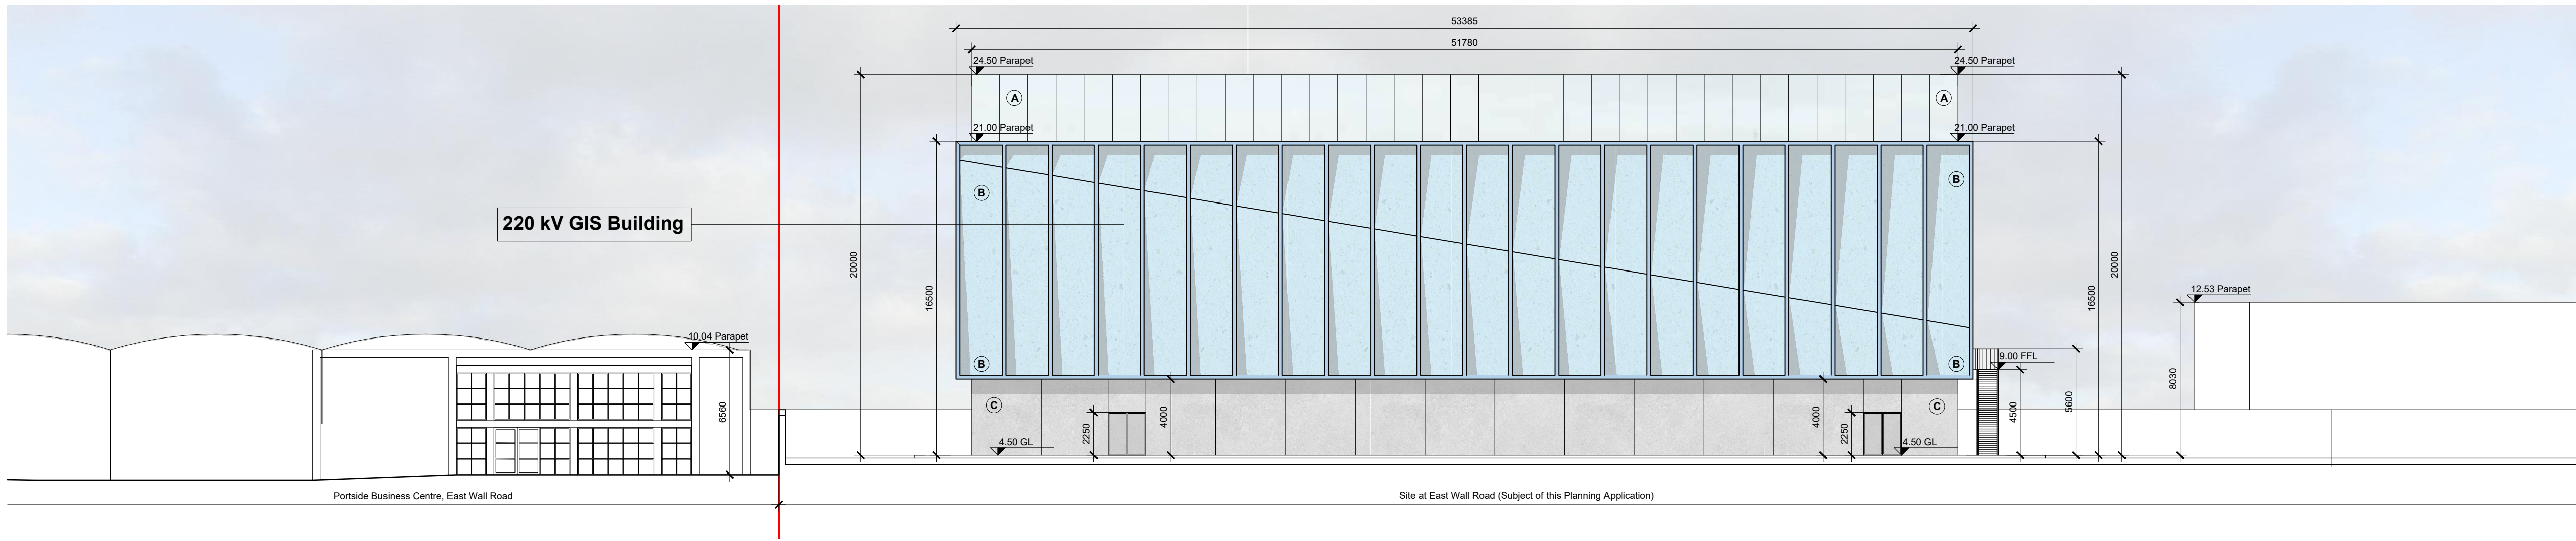 53385
51780
24.50 Parapet
24.50 Parapet
A
A
21.00 Parapet
21.00 Parapet
B
B
220 kV GIS Building
20000
16500
16500
20000
12.53 Parapet
10.04 Parapet
B
B
9.00 FFL
6560
C
C
2250
4000
4000
2250
4500
5600
8030
4.50 GL
4.50 GL
Portside Business Centre, East Wall Road
Site at East Wall Road (Subject of this Planning Application)